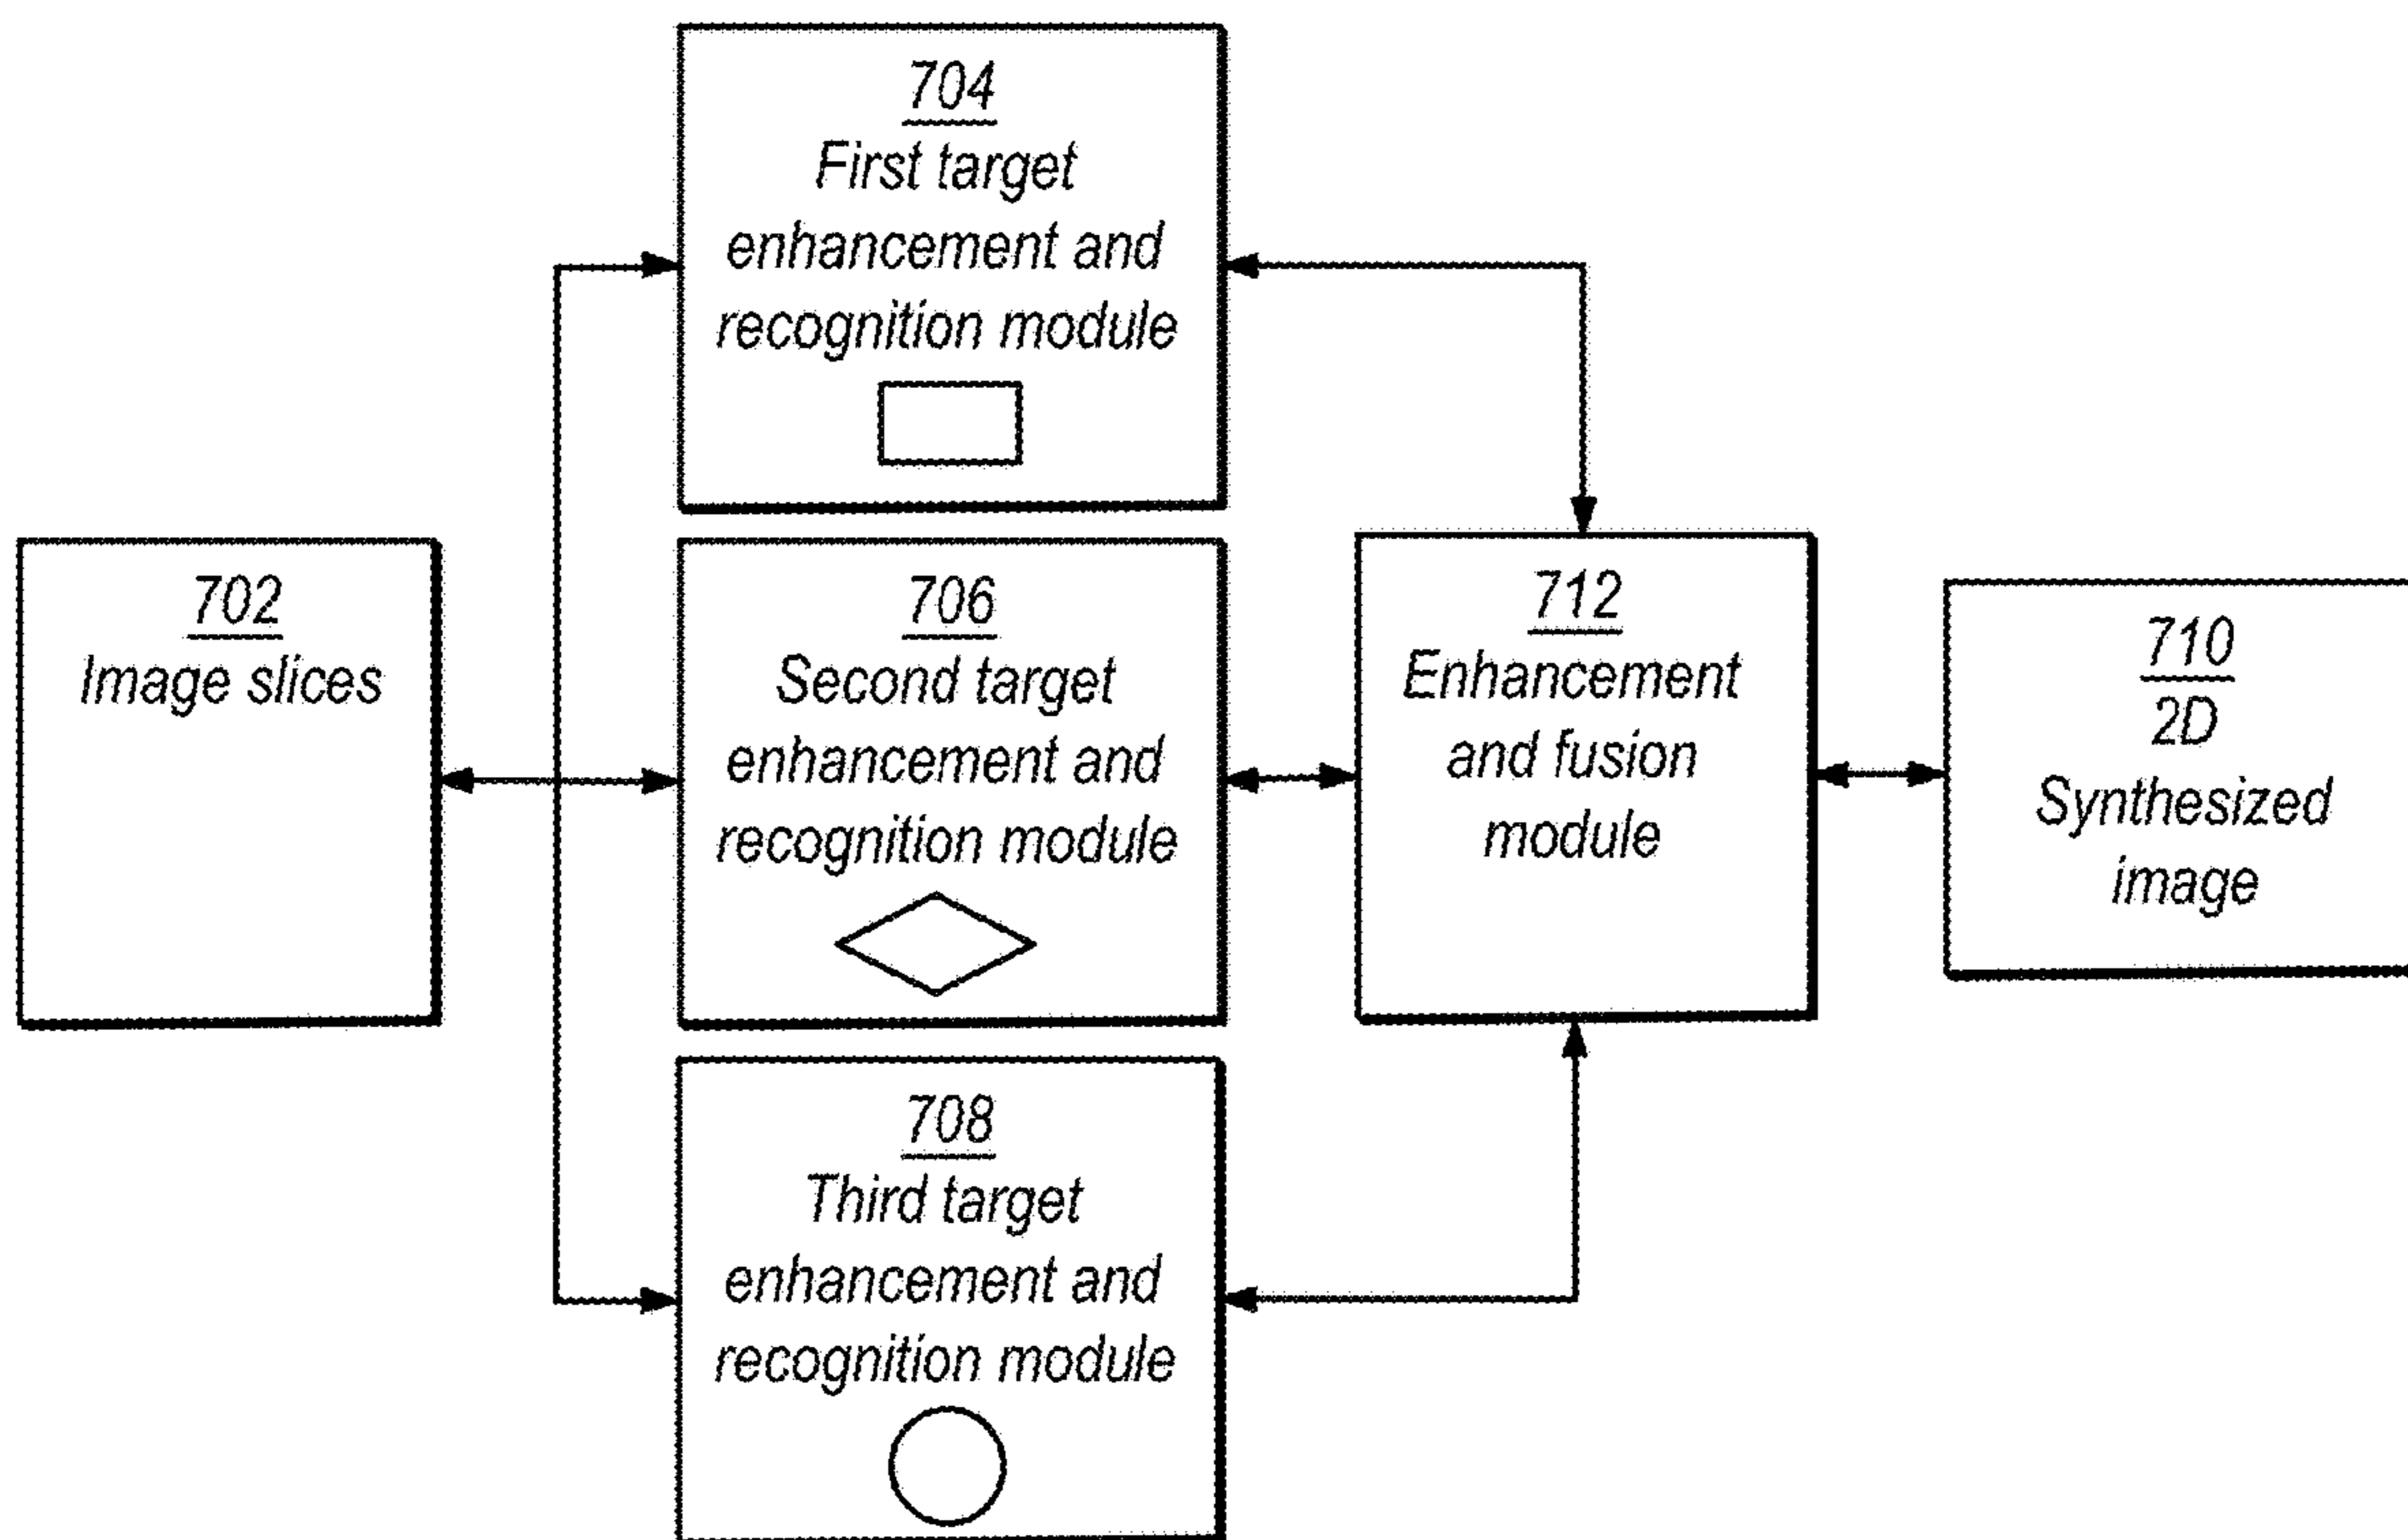 704
First target
enhancement and
recognition module
702
Image slices
706
Second target
enhancement and
recognition module
712
Enhancement
and fusion
module
710
2D
Synthesized
image
708
Third target
enhancement and
recognition module